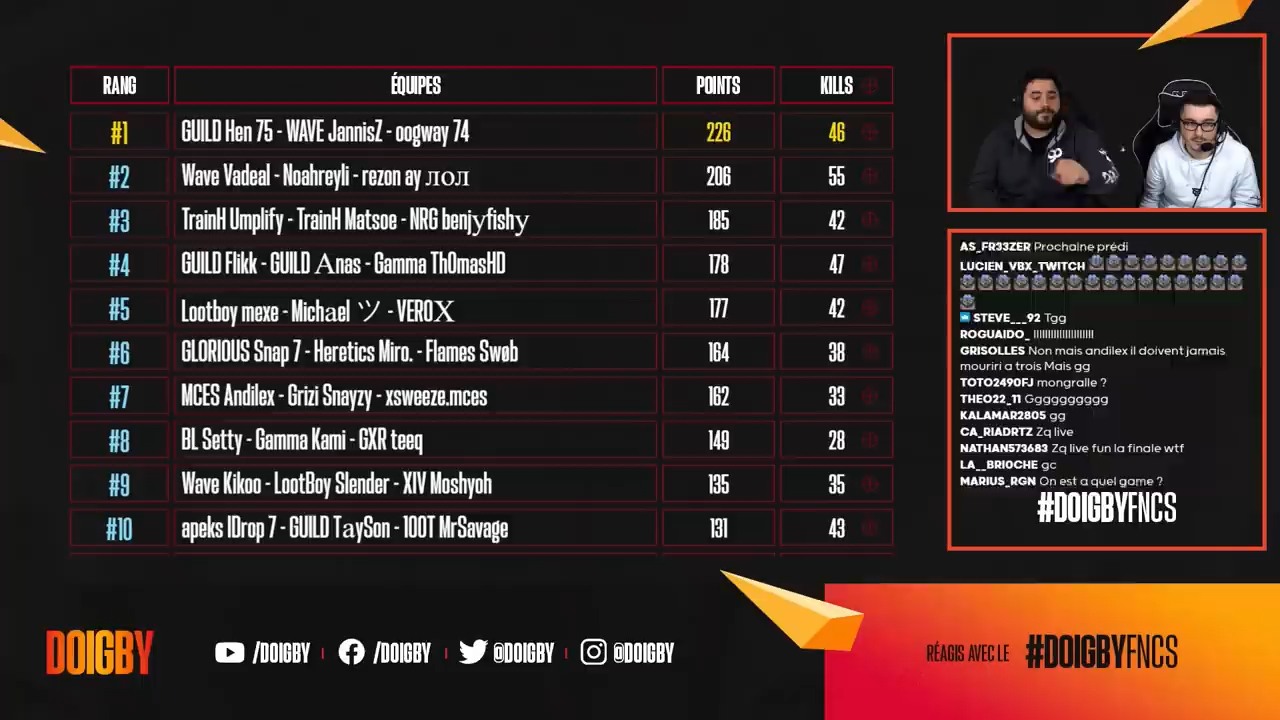 RANG ÉQUIPES POINTS KILLS
#1 GUILD Hen 75 - WAVE JannisZ - oogway 74 226 46
#2 Wave Vadeal - Noahreyli - rezon ay лол 206 55
#3 TrainH Umplify - TrainH Matsoe - NRG benjyfishy 185 42
#4 GUILD Flikk - GUILD Anas - Gamma Th0masHD 178 47
#5 Lootboy mexe - Michael ツ - VEROX 177 42
#6 GLORIOUS Snap 7 - Heretics Miro. - Flames Swøb 164 38
#7 MCES Andilex - Grizi Snayzy - xsweeze.mces 162 33
#8 BL Setty - Gamma Kami - GXR teeq 149 28
#9 Wave Kikoo - LootBoy Slender - XIV Moshyoh 135 35
#10 apeks IDrop 7 - GUILD TaySon - 100T MrSavage 131 43
AS_FR33ZER Prochaine prédi
LUCIEN_VBX_TWITCH
STEVE___92 Tgg
ROGUAIDO_
GRISOLLES Non mais andilex il doivent jamais
mouriri a trois Mais gg
TOTO2490FJ mongralle ?
THEO22_11 Gggggggggg
KALAMAR2805 gg
CA_RIADRTZ Zq live
NATHAN573683 Zq live fun la finale wtf
LA__BRIOCHE gc
MARIUS_RGN On est a quel game ?
#DOIGBYFNCS
DOIGBY /DOIGBY /DOIGBY @DOIGBY @DOIGBY
RÉAGIS AVEC LE #DOIGBYFNCS